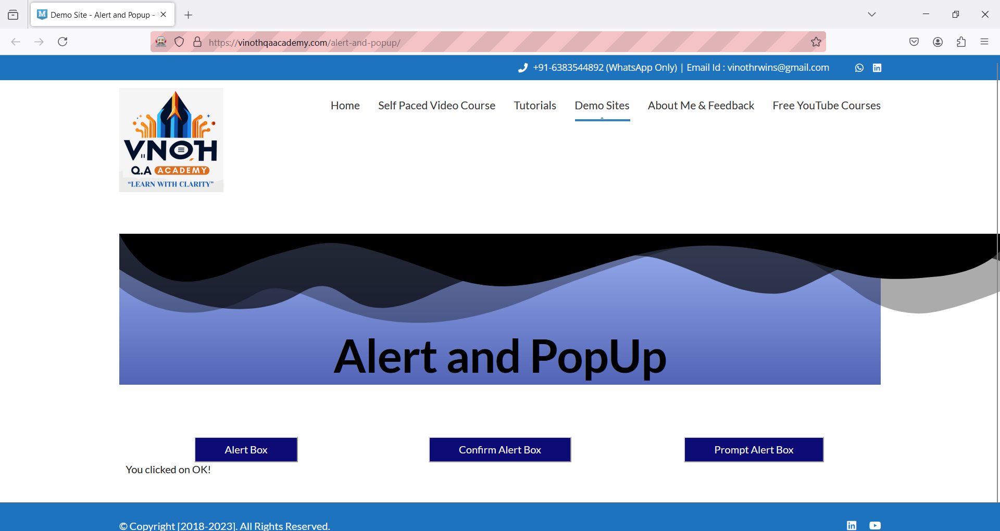 Demo Site - Alert and Popup -
https://vinothqaacademy.com/alert-and-popup/
+91-6383544892 (WhatsApp Only) | Email Id : vinothrwins@gmail.com
VNOTH
Q.A ACADEMY
“LEARN WITH CLARITY”
Home Self Paced Video Course Tutorials Demo Sites About Me & Feedback Free YouTube Courses
Alert and PopUp
Alert Box Confirm Alert Box Prompt Alert Box
You clicked on OK!
© Copyright [2018-2023]. All Rights Reserved.